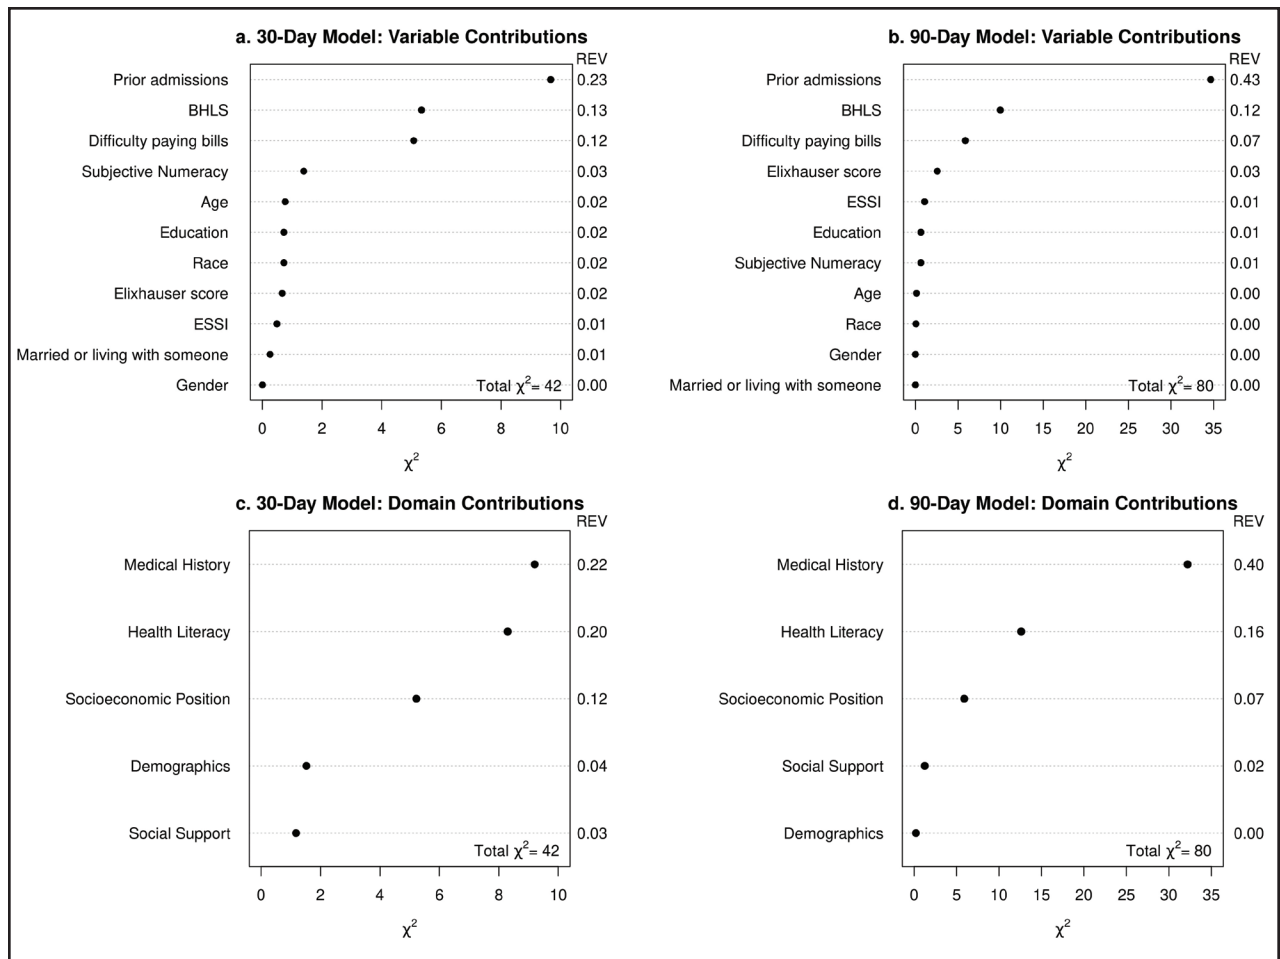 a. 30-Day Model: Variable Contributions
REV
Prior admissions 0.23
BHLS 0.13
Difficulty paying bills 0.12
Subjective Numeracy 0.03
Age 0.02
Education 0.02
Race 0.02
Elixhauser score 0.02
ESSI 0.01
Married or living with someone 0.01
Gender Total χ²= 42 0.00
0 2 4 6 8 10
χ²
b. 90-Day Model: Variable Contributions
REV
Prior admissions 0.43
BHLS 0.12
Difficulty paying bills 0.07
Elixhauser score 0.03
ESSI 0.01
Education 0.01
Subjective Numeracy 0.01
Age 0.00
Race 0.00
Gender 0.00
Married or living with someone Total χ²= 80 0.00
0 5 10 15 20 25 30 35
χ²
c. 30-Day Model: Domain Contributions
REV
Medical History 0.22
Health Literacy 0.20
Socioeconomic Position 0.12
Demographics 0.04
Social Support 0.03
Total χ²= 42
0 2 4 6 8 10
χ²
d. 90-Day Model: Domain Contributions
REV
Medical History 0.40
Health Literacy 0.16
Socioeconomic Position 0.07
Social Support 0.02
Demographics 0.00
Total χ²= 80
0 5 10 15 20 25 30 35
χ²